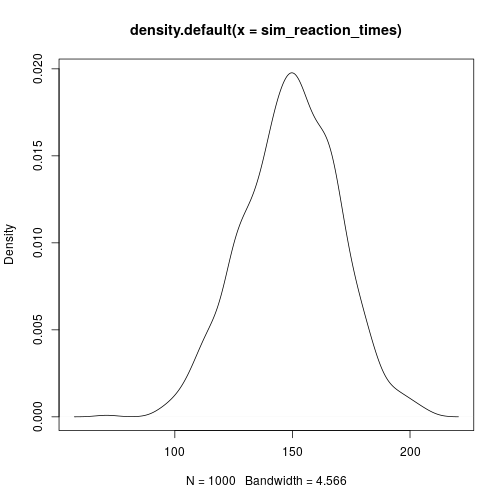 density.default(x = sim_reaction_times)
Density
0.020
0.015
0.010
0.005
0.000
100 150 200
N = 1000 Bandwidth = 4.566